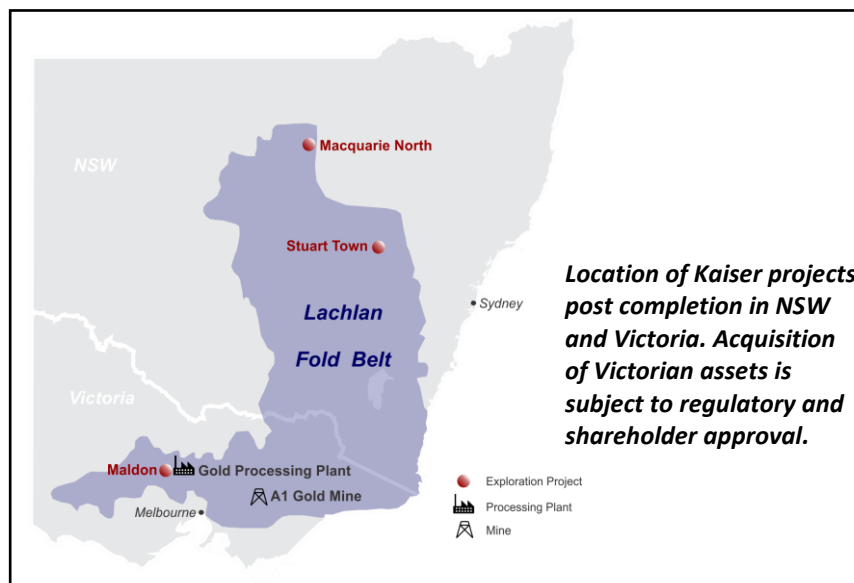 NSW
Macquarie North
Stuart Town
Lachlan
Fold Belt
Sydney
Victoria
Maldon
Gold Processing Plant
A1 Gold Mine
Melbourne
Location of Kaiser projects
post completion in NSW
and Victoria. Acquisition
of Victorian assets is
subject to regulatory and
shareholder approval.
Exploration Project
Processing Plant
Mine